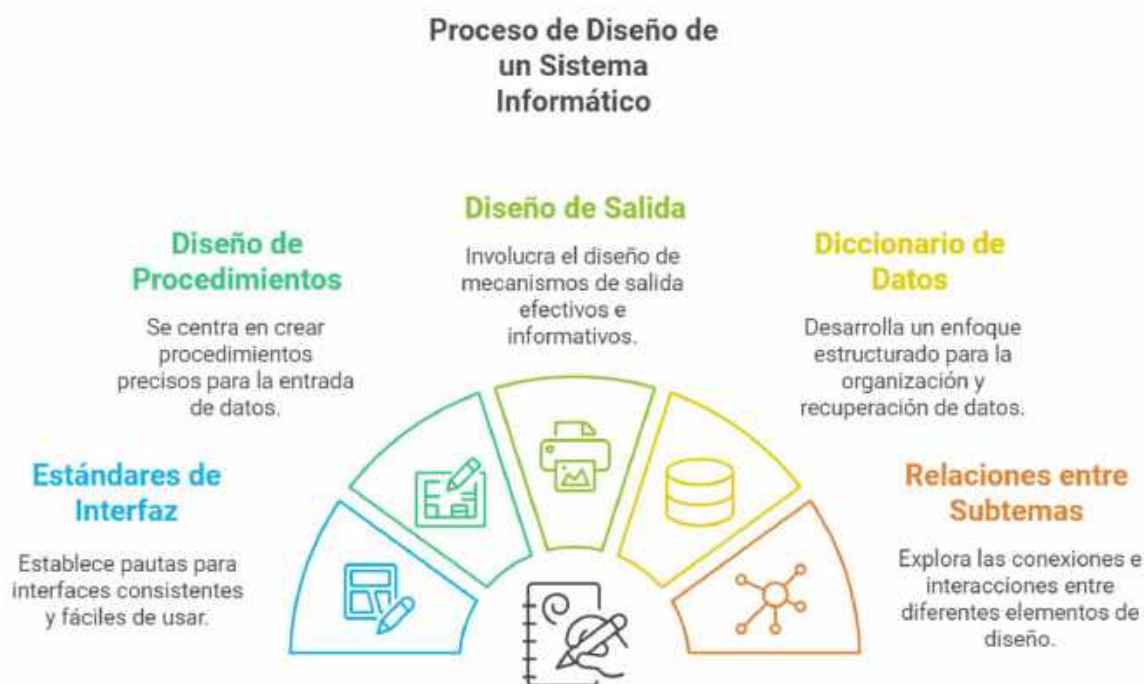 Proceso de Diseño de
un Sistema
Informático
Diseño de Salida
Involucra el diseño de
mecanismos de salida
efectivos e
informativos.
Diseño de
Procedimientos
Se centra en crear
procedimientos
precisos para la entrada
de datos.
Diccionario de
Datos
Desarrolla un enfoque
estructurado para la
organización y
recuperación de datos.
Estándares de
Interfaz
Establece pautas para
interfaces consistentes
y fáciles de usar.
Relaciones entre
Subtemas
Explora las conexiones e
interacciones entre
diferentes elementos de
diseño.